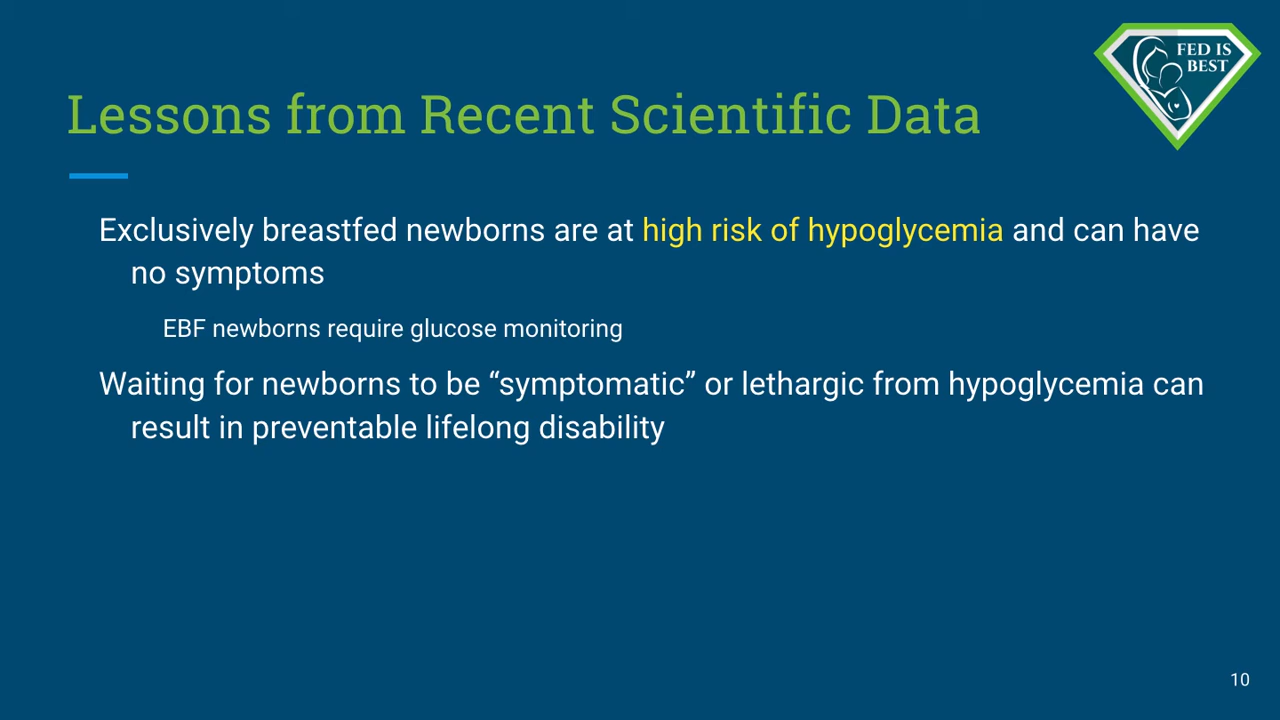 FED IS
BEST
Lessons from Recent Scientific Data
Exclusively breastfed newborns are at high risk of hypoglycemia and can have
no symptoms
EBF newborns require glucose monitoring
Waiting for newborns to be “symptomatic” or lethargic from hypoglycemia can
result in preventable lifelong disability
10